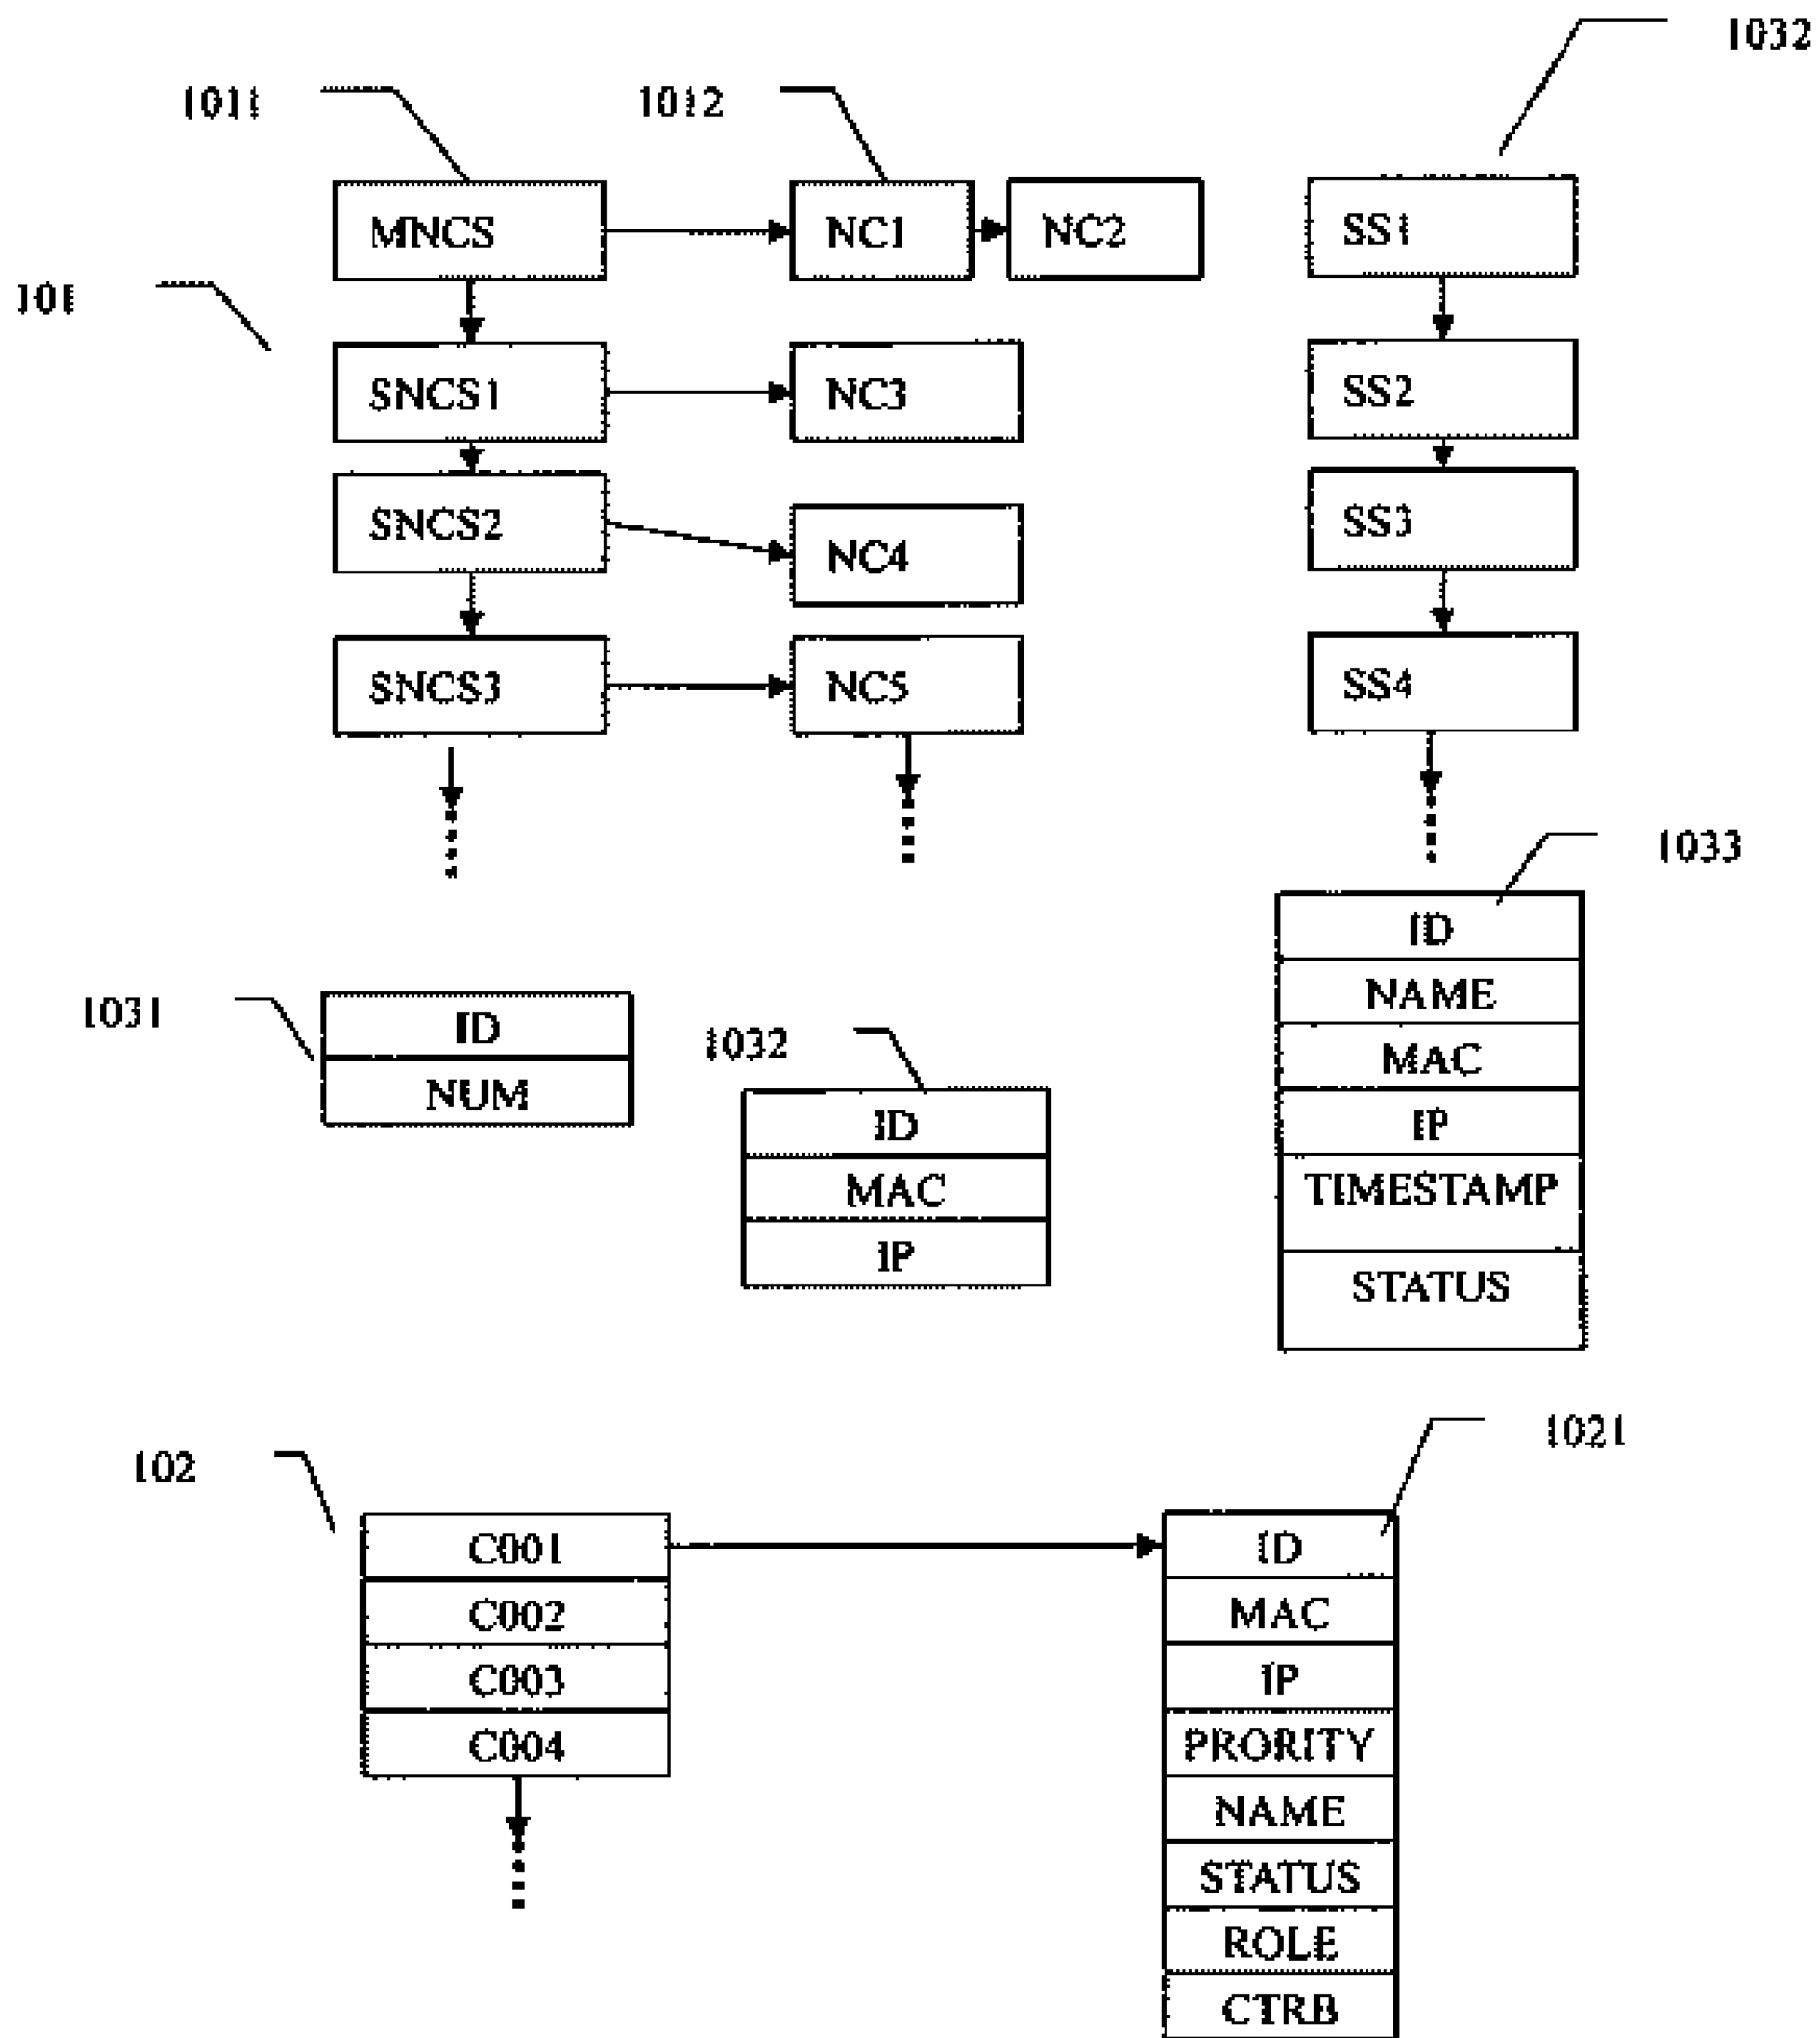 1032
1011
1012
MNCS
NC1
NC2
SS1
101
SNCS1
NC3
SS2
SNCS2
NC4
SS3
SNCS3
NC5
SS4
1033
ID
NAME
MAC
IP
TIMESTAMP
STATUS
1031
ID
NUM
1032
ID
MAC
IP
102
C001
C002
C003
C004
1021
ID
MAC
IP
PRORITY
NAME
STATUS
ROLE
CTRB